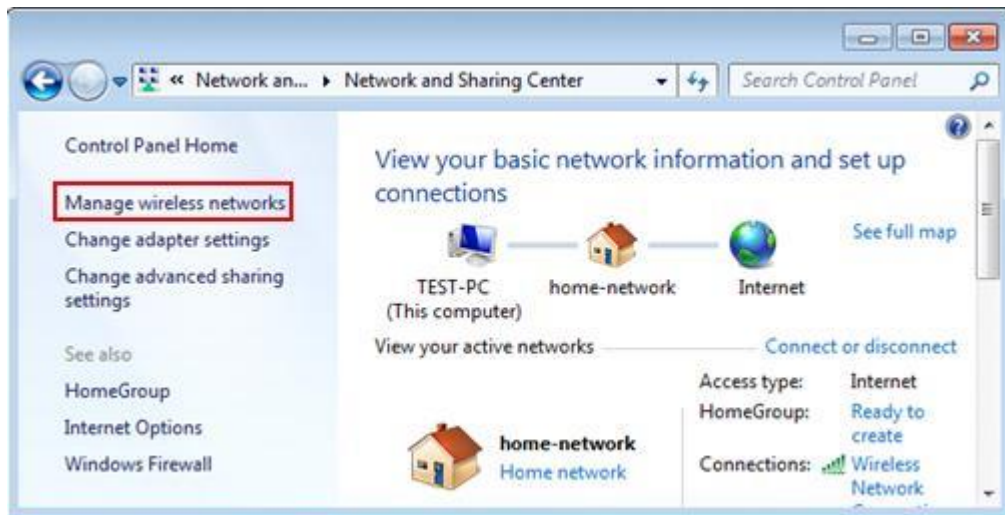 « Network an... ▸ Network and Sharing Center
Search Control Panel
Control Panel Home
Manage wireless networks
Change adapter settings
Change advanced sharing
settings
See also
HomeGroup
Internet Options
Windows Firewall
View your basic network information and set up
connections
See full map
TEST-PC
(This computer)
home-network
Internet
View your active networks
Connect or disconnect
home-network
Home network
Access type: Internet
HomeGroup: Ready to
create
Connections: Wireless
Network